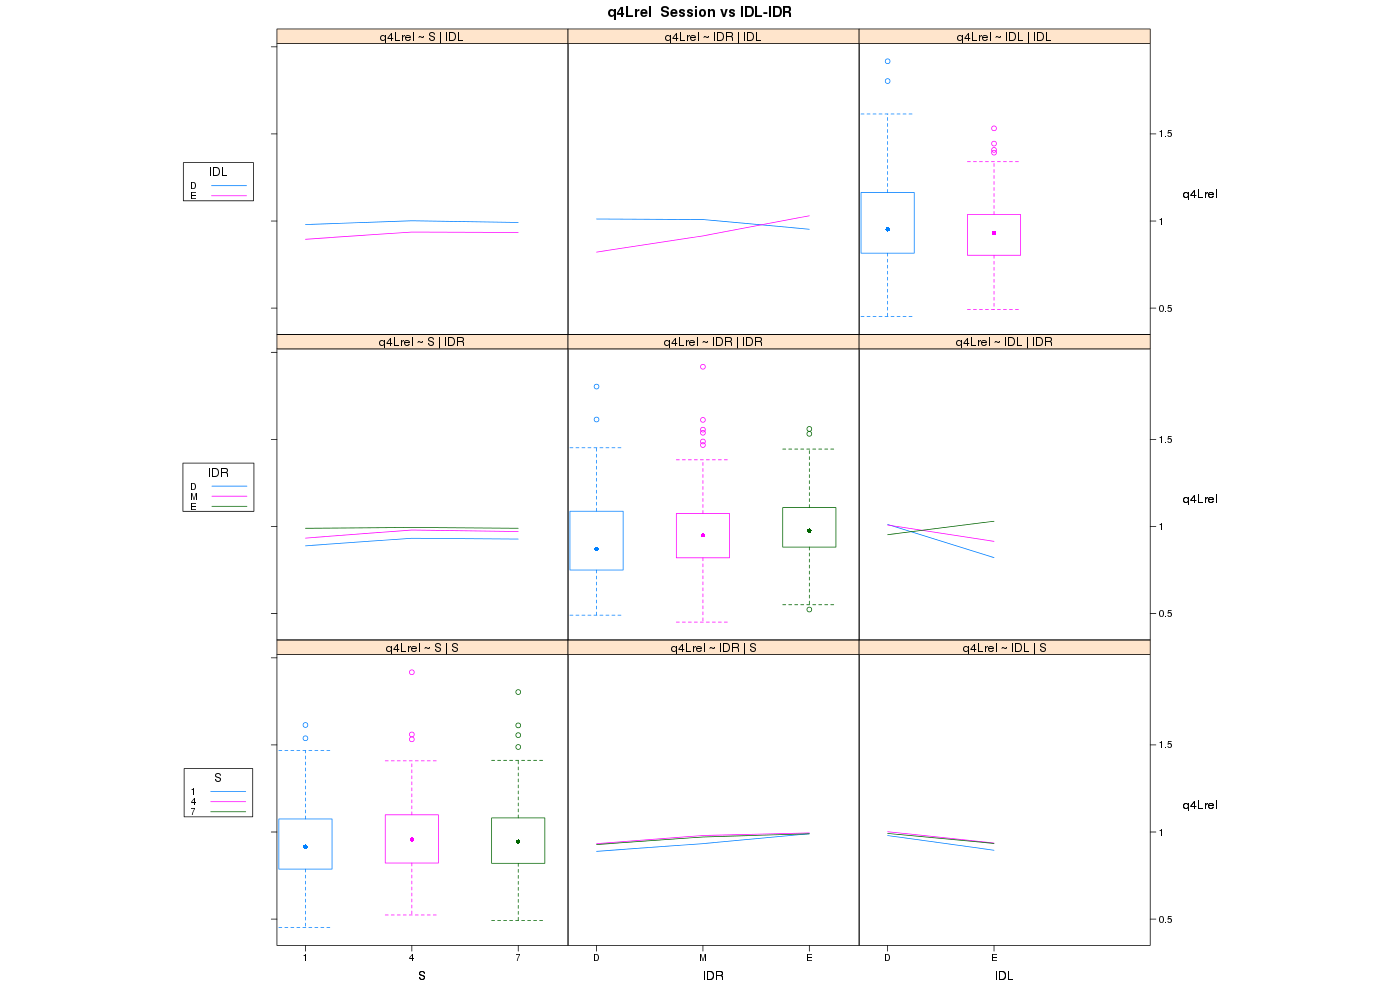 q4Lrel  Session vs IDL-IDR
q4Lrel ~ S | IDL
q4Lrel ~ IDR | IDL
q4Lrel ~ IDL | IDL
IDL
D
E
1.5
1
0.5
q4Lrel
q4Lrel ~ S | IDR
q4Lrel ~ IDR | IDR
q4Lrel ~ IDL | IDR
IDR
D
M
E
1.5
1
0.5
q4Lrel
q4Lrel ~ S | S
q4Lrel ~ IDR | S
q4Lrel ~ IDL | S
S
1
4
7
1.5
1
0.5
q4Lrel
1 4 7 D M E D E
S IDR IDL